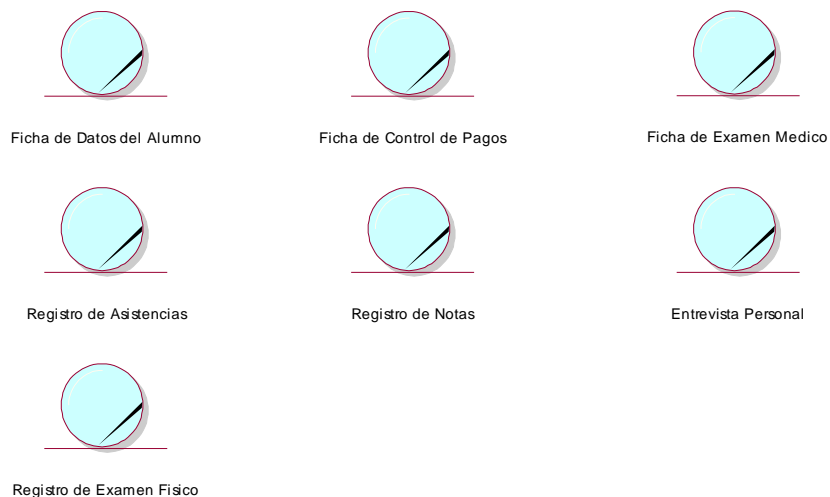 Ficha de Datos del Alumno
Ficha de Control de Pagos
Ficha de Examen Medico
Registro de Asistencias
Registro de Notas
Entrevista Personal
Registro de Examen Fisico